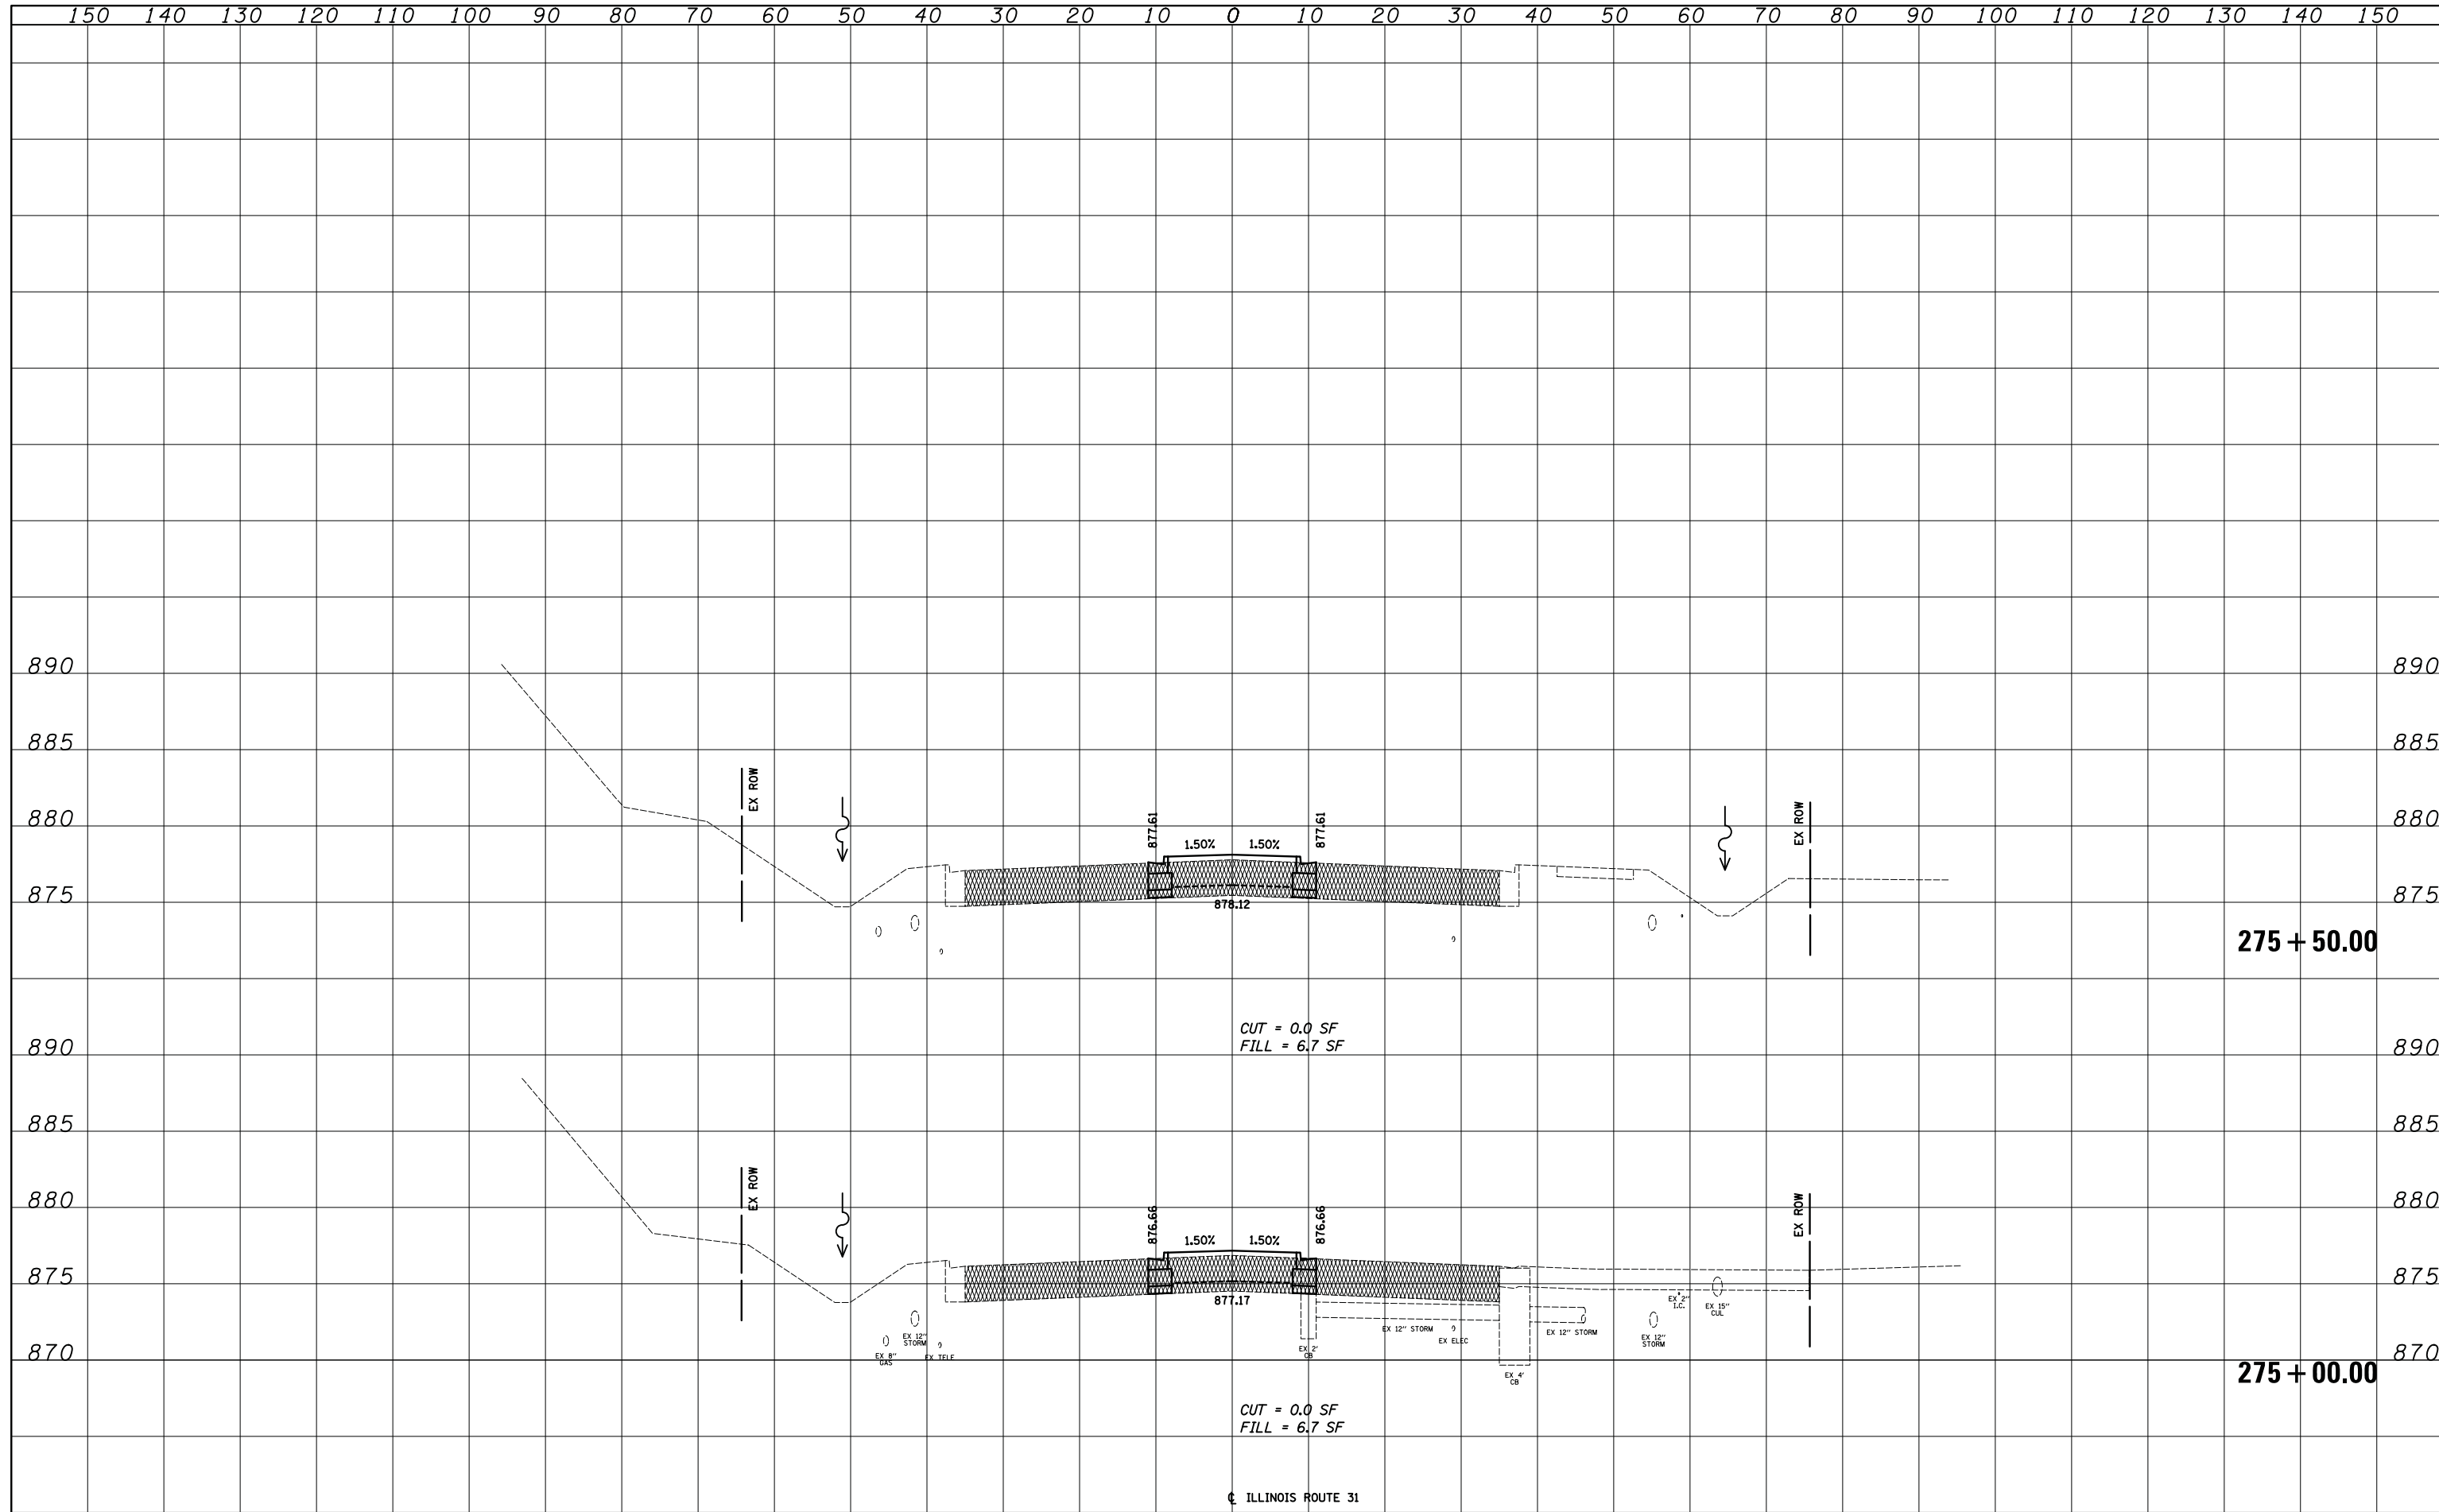 150 140 130 120 110 100 90 80 70 60 50 40 30 20 10 0 10 20 30 40 50 60 70 80 90 100 110 120 130 140 150
890 890
885 885
EX ROW
880 880
EX ROW
877.61 877.61
1.50% 1.50%
875 875
878.12
275+50.00
CUT = 0.0 SF
FILL = 6.7 SF
890 890
885 885
EX ROW
880 880
EX ROW
876.66 876.66
1.50% 1.50%
875 875
877.17
EX 2"
I.C.
EX 15"
CUL
EX 12"
STORM
EX 12" STORM
EX 12" STORM
EX ELEC
EX 12"
STORM
EX 8"
GAS
EX TELE
EX 2'
CB
870 870
EX 4'
CB
275+00.00
CUT = 0.0 SF
FILL = 6.7 SF
℄ ILLINOIS ROUTE 31